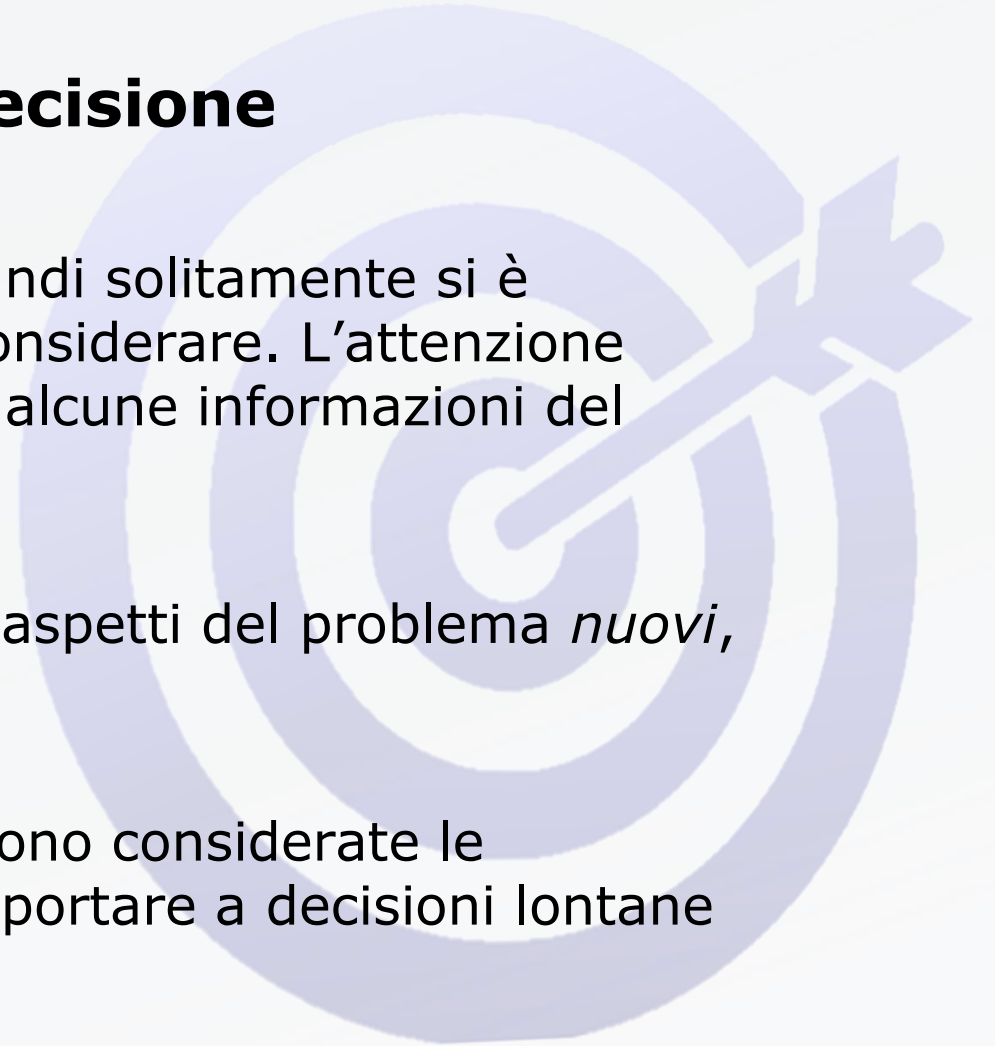 ecisione
ndi solitamente si è
onsiderare. L’attenzione
alcune informazioni del
aspetti del problema nuovi,
ono considerate le
portare a decisioni lontane